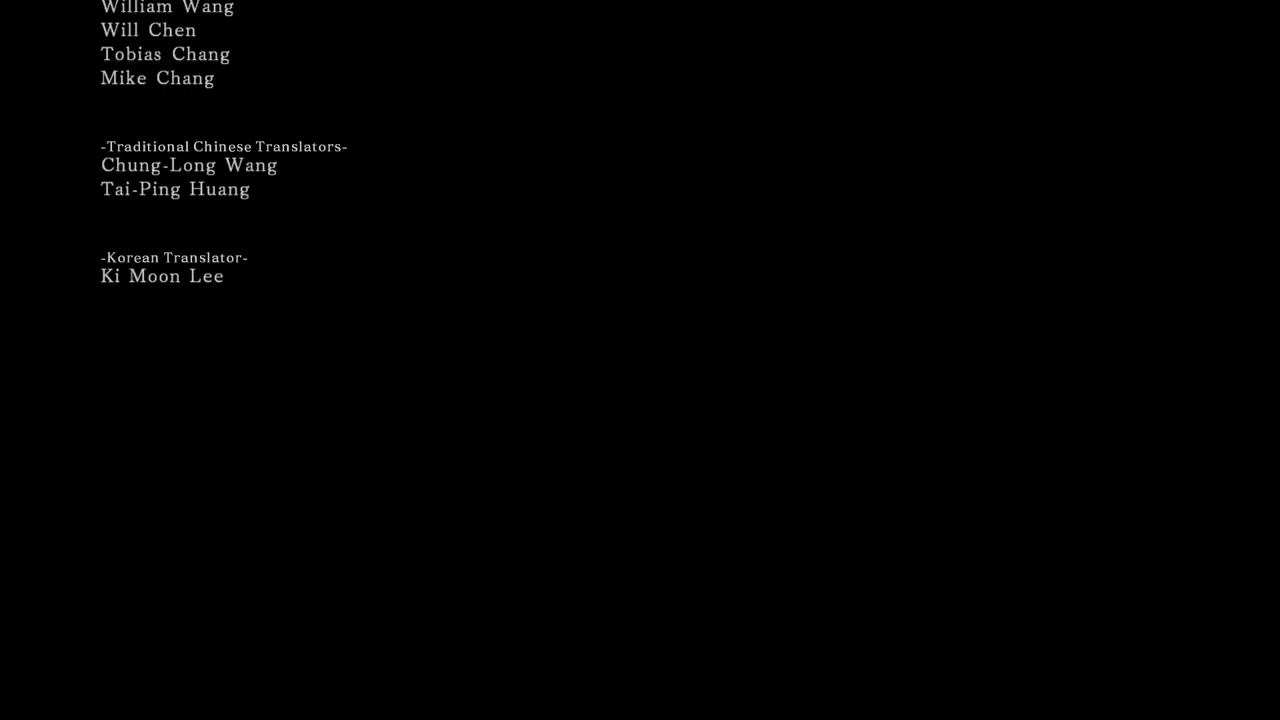 William Wang
Will Chen
Tobias Chang
Mike Chang
-Traditional Chinese Translators-
Chung-Long Wang
Tai-Ping Huang
-Korean Translator-
Ki Moon Lee